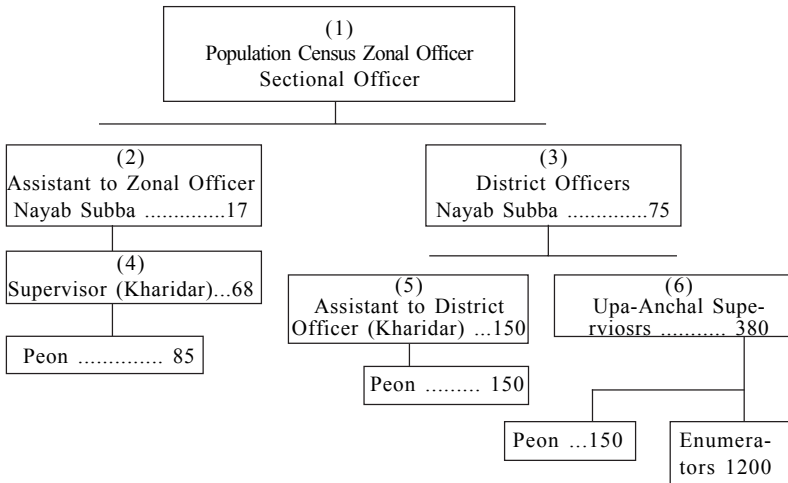 (1)
Population Census Zonal Officer
Sectional Officer
(2)
Assistant to Zonal Officer
Nayab Subba ..............17
(3)
District Officers
Nayab Subba ..............75
(4)
Supervisor (Kharidar)...68
(5)
Assistant to District
Officer (Kharidar) ...150
(6)
Upa-Anchal Supe-
rviosrs ........... 380
Peon .............. 85
Peon ......... 150
Peon ...150
Enumera-
tors 1200